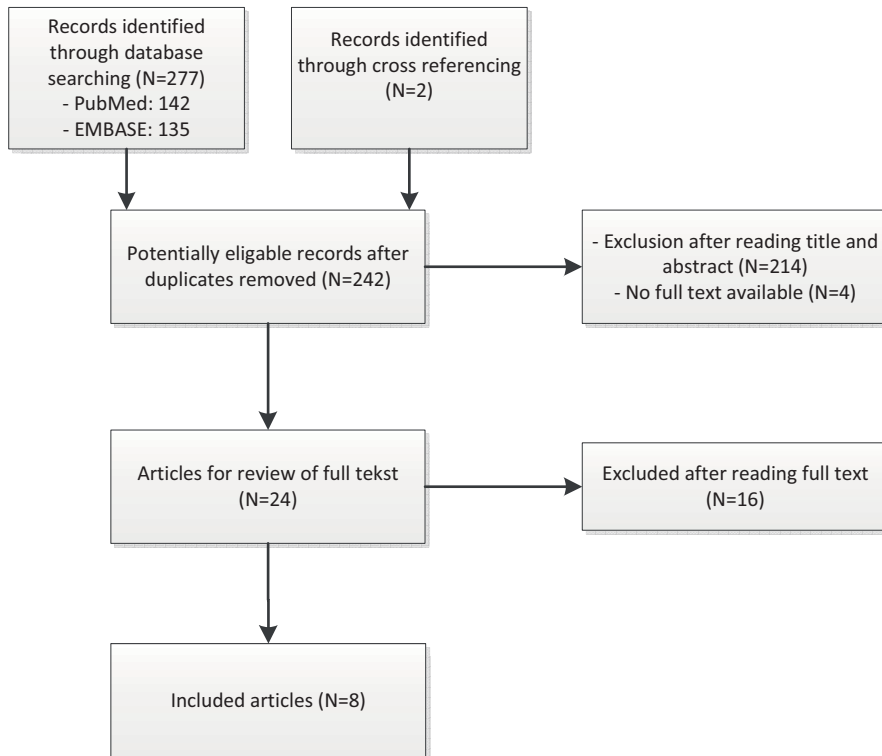 Records identified
through database
searching (N=277)
- PubMed: 142
- EMBASE: 135
Records identified
through cross referencing
(N=2)
Potentially eligable records after
duplicates removed (N=242)
- Exclusion after reading title and
abstract (N=214)
- No full text available (N=4)
Articles for review of full tekst
(N=24)
Excluded after reading full text
(N=16)
Included articles (N=8)